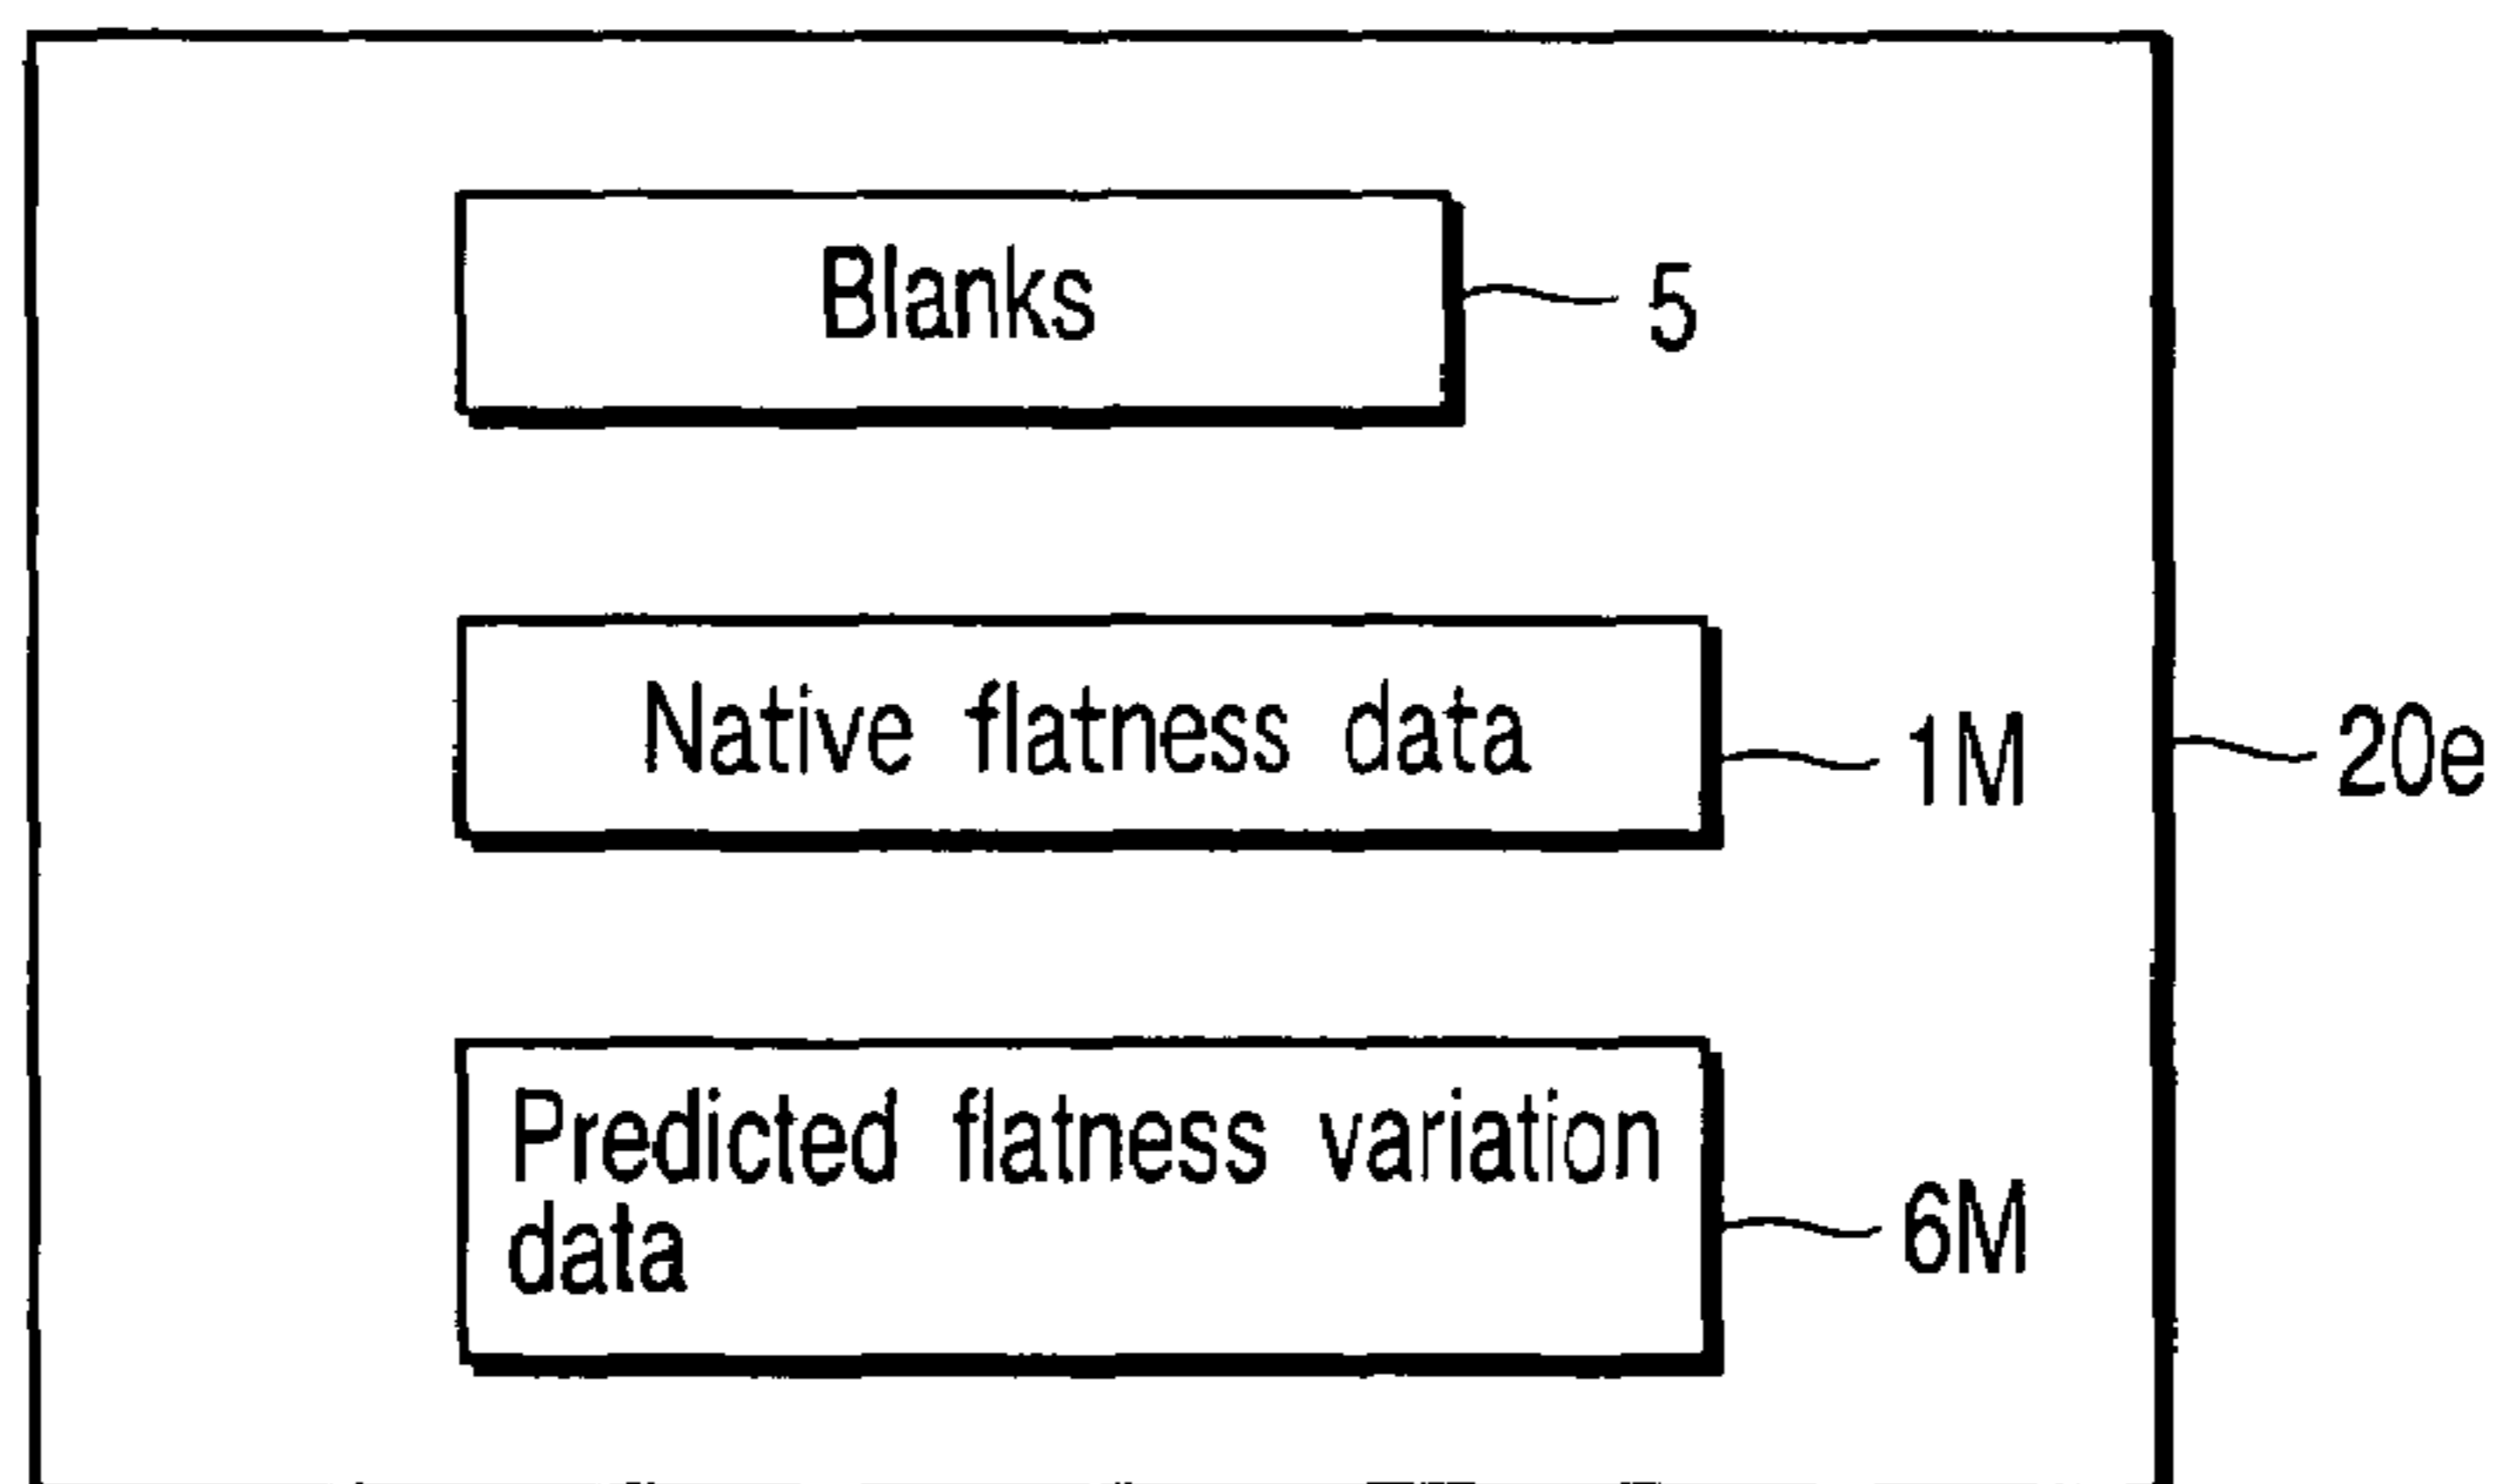 Blanks
5
Native flatness data
1M
20e
Predicted flatness variation
data
6M